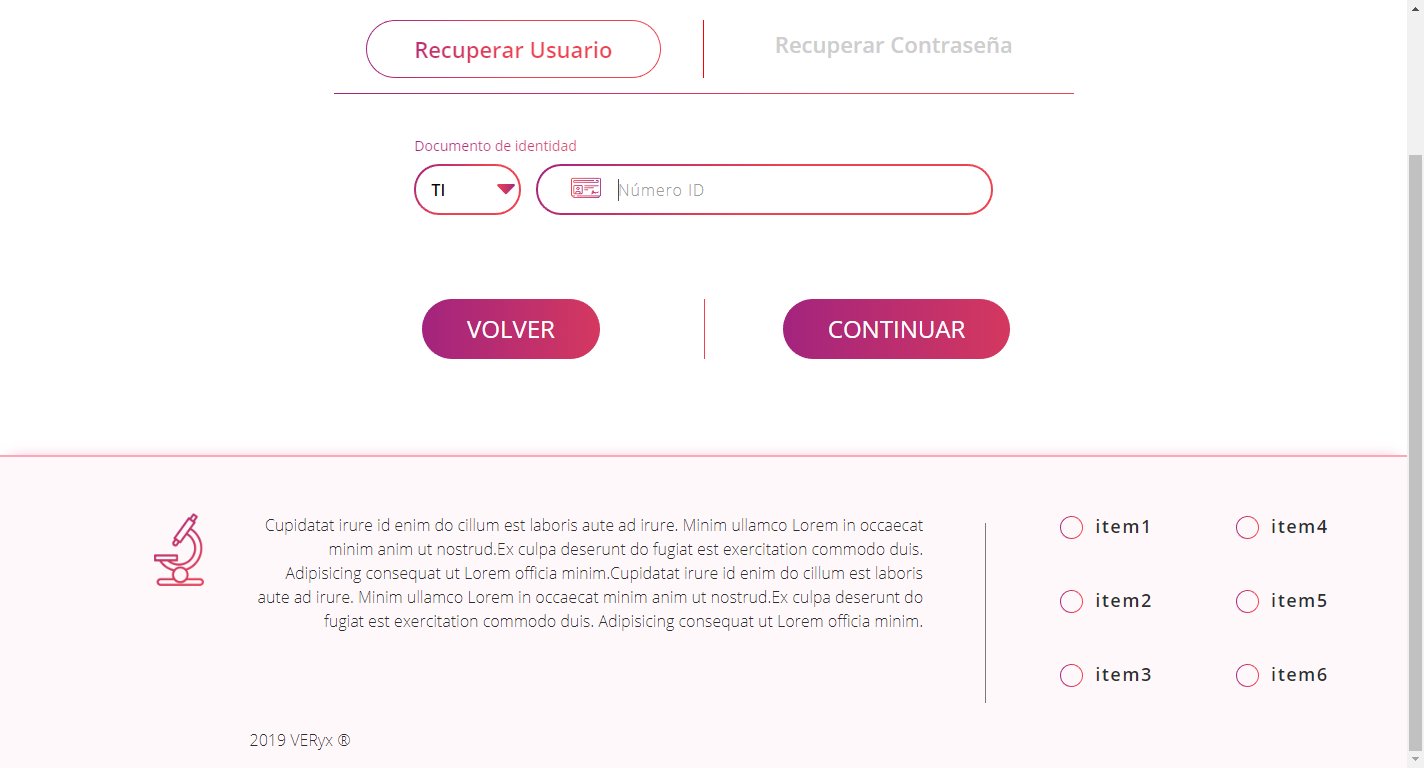 Recuperar Usuario
Recuperar Contraseña
Documento de identidad
TI
Número ID
VOLVER
CONTINUAR
Cupidatat irure id enim do cillum est laboris aute ad irure. Minim ullamco Lorem in occaecat
minim anim ut nostrud.Ex culpa deserunt do fugiat est exercitation commodo duis.
Adipisicing consequat ut Lorem officia minim.Cupidatat irure id enim do cillum est laboris
aute ad irure. Minim ullamco Lorem in occaecat minim anim ut nostrud.Ex culpa deserunt do
fugiat est exercitation commodo duis. Adipisicing consequat ut Lorem officia minim.
item1
item4
item2
item5
item3
item6
2019 VERyx ®